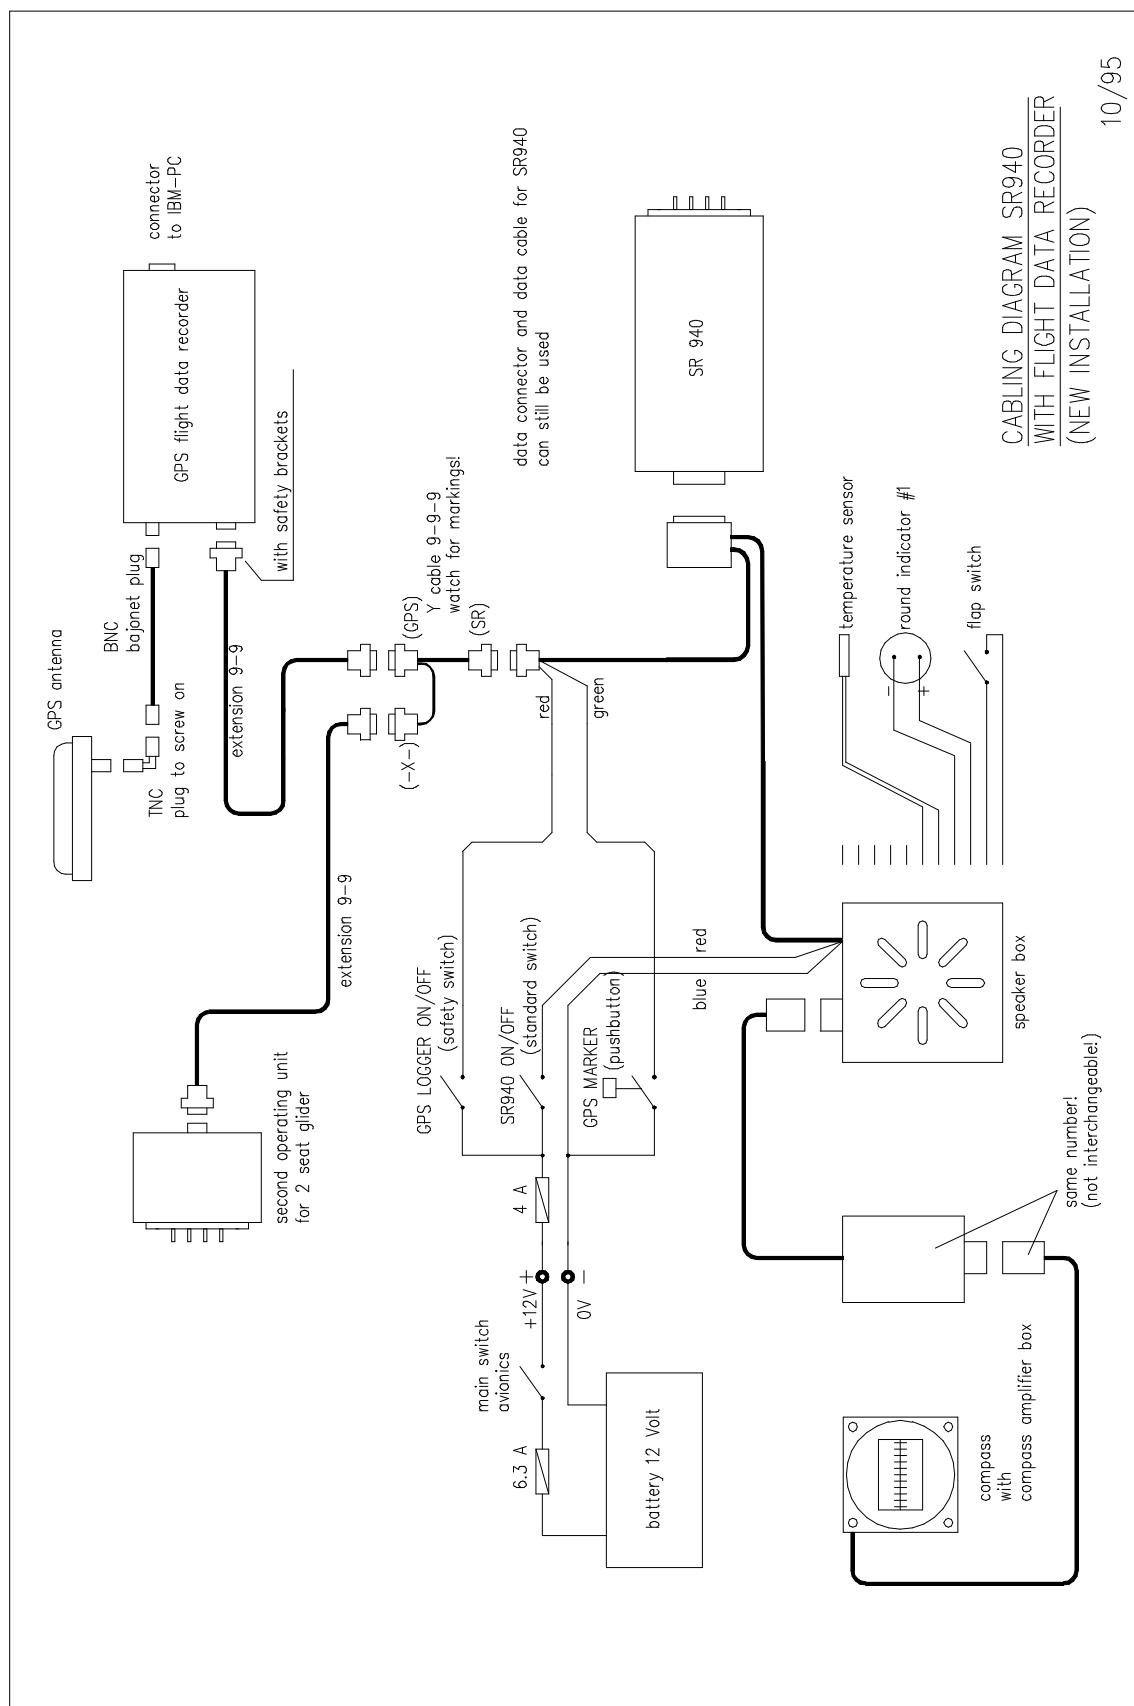 GPS antenna
TNC
plug to screw on
BNC
bajonet plug
connector
to IBM-PC
GPS flight data recorder
with safety brackets
extension 9-9
second operating unit
for 2 seat glider
extension 9-9
(-X-)
(GPS)
Y cable 9-9-9
watch for markings!
(SR)
data connector and data cable for SR940
can still be used
GPS LOGGER ON/OFF
(safety switch)
red
green
SR940 ON/OFF
(standard switch)
GPS MARKER
(pushbutton)
main switch
avionics
6.3 A
+12V
+
4 A
0V
-
battery 12 Volt
blue
red
SR 940
compass
with
compass amplifier box
same number!
(not interchangeable!)
speaker box
temperature sensor
-
+
round indicator #1
flap switch
CABLING DIAGRAM SR940
WITH FLIGHT DATA RECORDER
(NEW INSTALLATION)
10/95